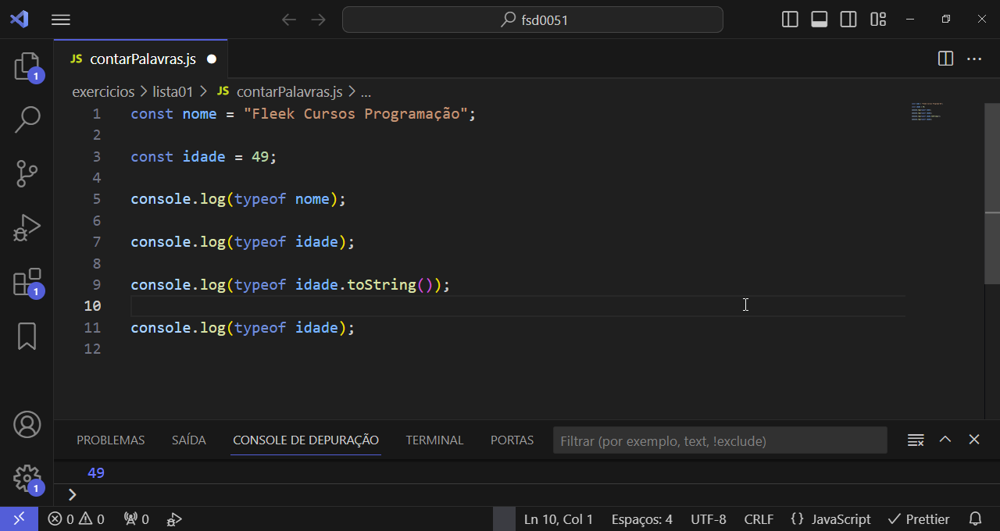 fsd0051
JS contarPalavras.js
exercicios > lista01 > JS contarPalavras.js > ...
1 const nome = "Fleek Cursos Programação";
2
3 const idade = 49;
4
5 console.log(typeof nome);
6
7 console.log(typeof idade);
8
9 console.log(typeof idade.toString());
10
11 console.log(typeof idade);
12
1
1
1
PROBLEMAS SAÍDA CONSOLE DE DEPURAÇÃO TERMINAL PORTAS Filtrar (por exemplo, text, !exclude)
49
>
0 0 0 Ln 10, Col 1 Espaços: 4 UTF-8 CRLF {} JavaScript Prettier